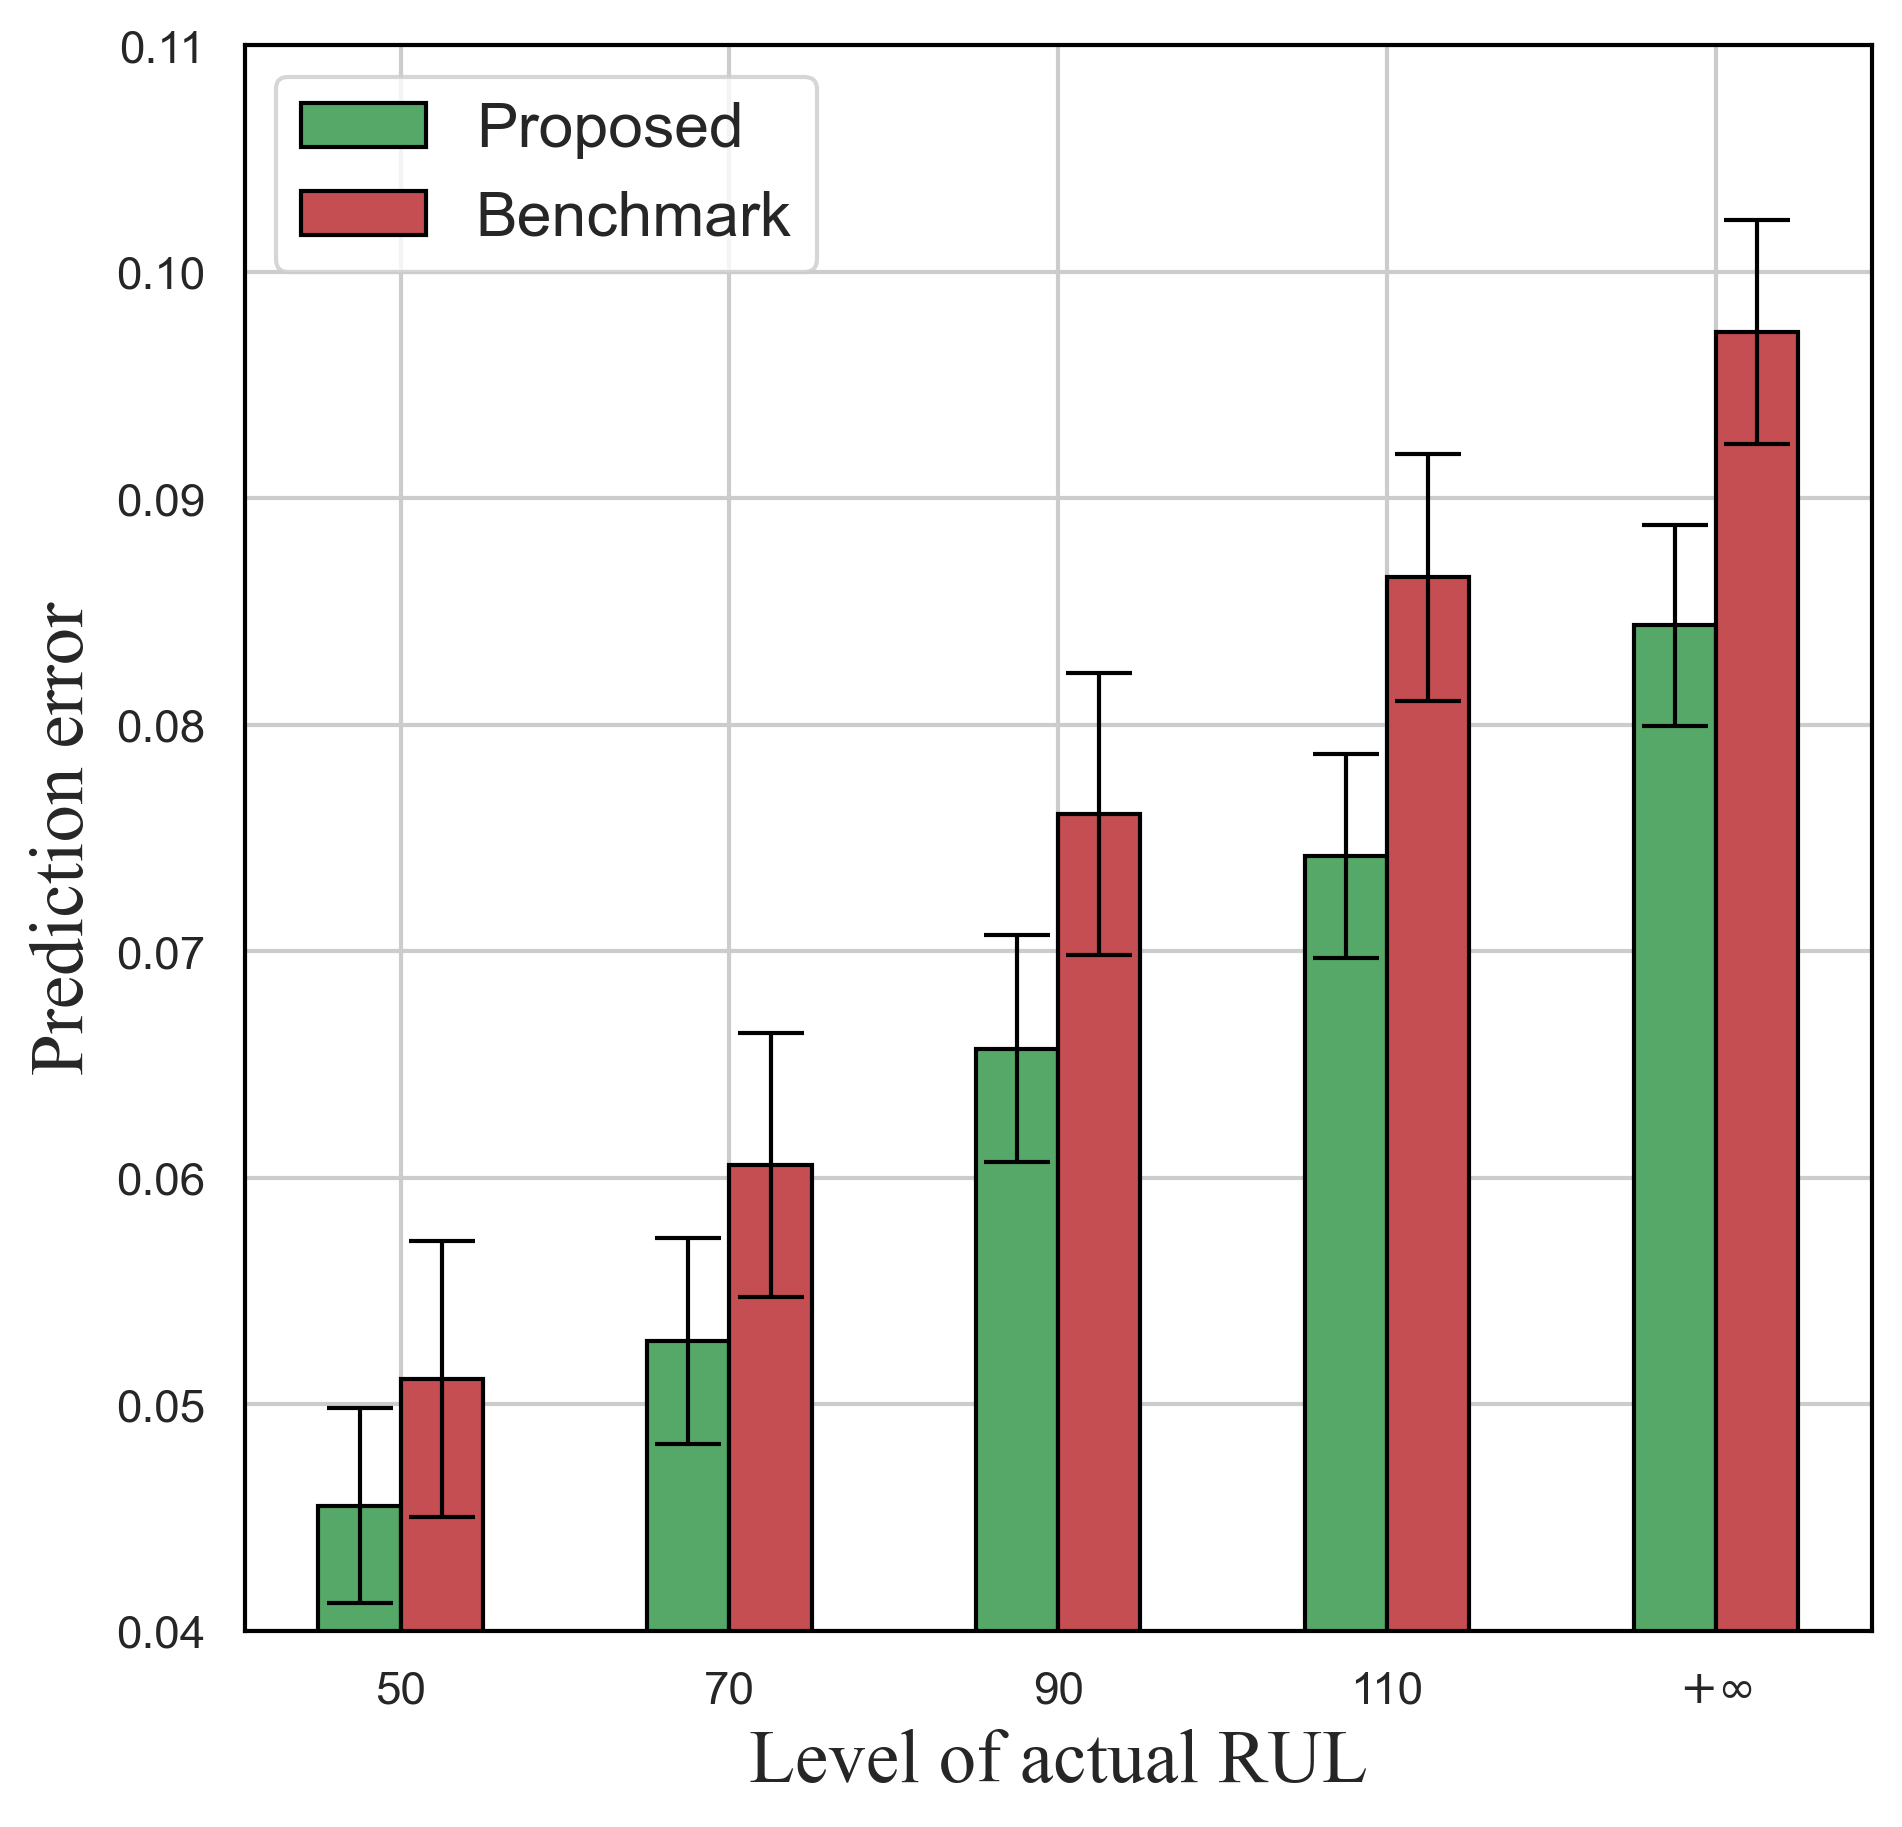 0.11
0.10
0.09
0.08
0.07
0.06
0.05
0.04
Proposed
Benchmark
Prediction error
50 70 90 110 +∞
Level of actual RUL